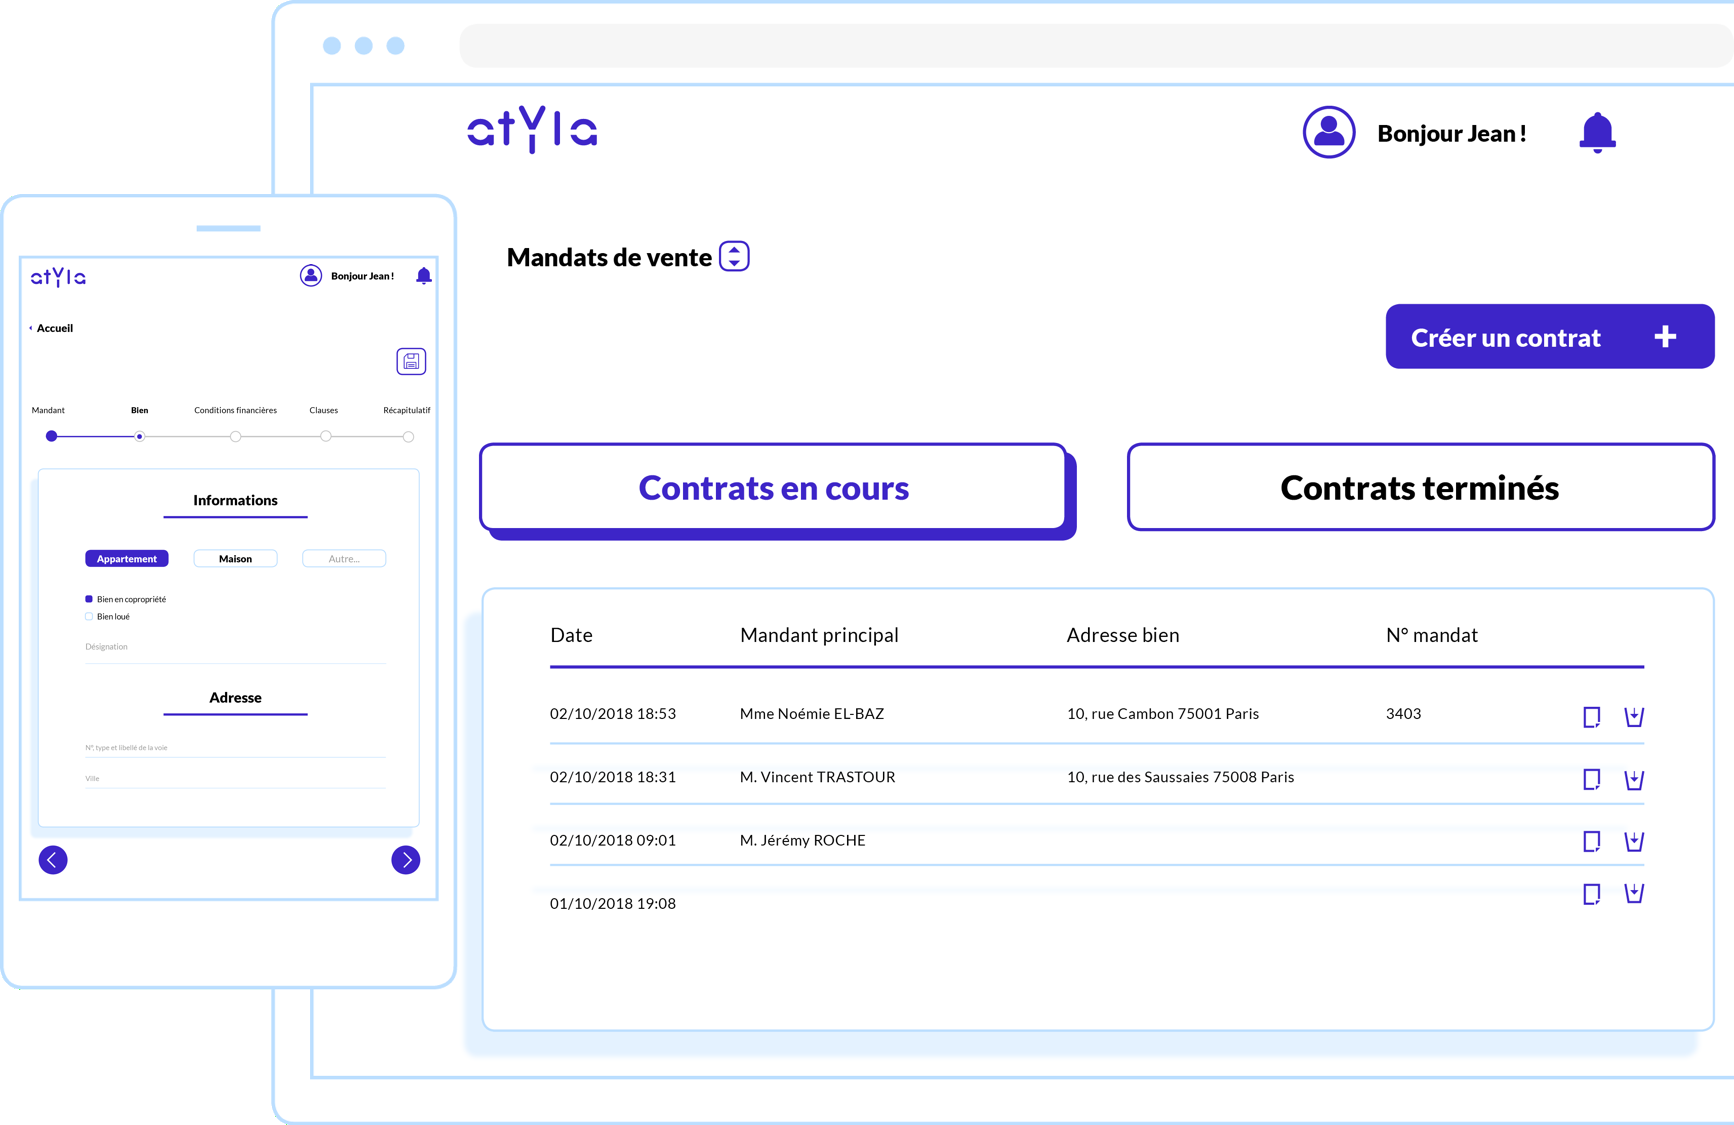 atyla
Bonjour Jean !
Mandats de vente
Créer un contrat +
Contrats en cours
Contrats terminés
Date Mandant principal Adresse bien N° mandat
02/10/2018 18:53 Mme Noémie EL-BAZ 10, rue Cambon 75001 Paris 3403
02/10/2018 18:31 M. Vincent TRASTOUR 10, rue des Saussaies 75008 Paris
02/10/2018 09:01 M. Jérémy ROCHE
01/10/2018 19:08
atyla
Bonjour Jean !
Accueil
Mandant Bien Conditions financières Clauses Récapitulatif
Informations
Appartement Maison Autre...
Bien en copropriété
Bien loué
Désignation
Adresse
N°, type et libellé de la voie
Ville